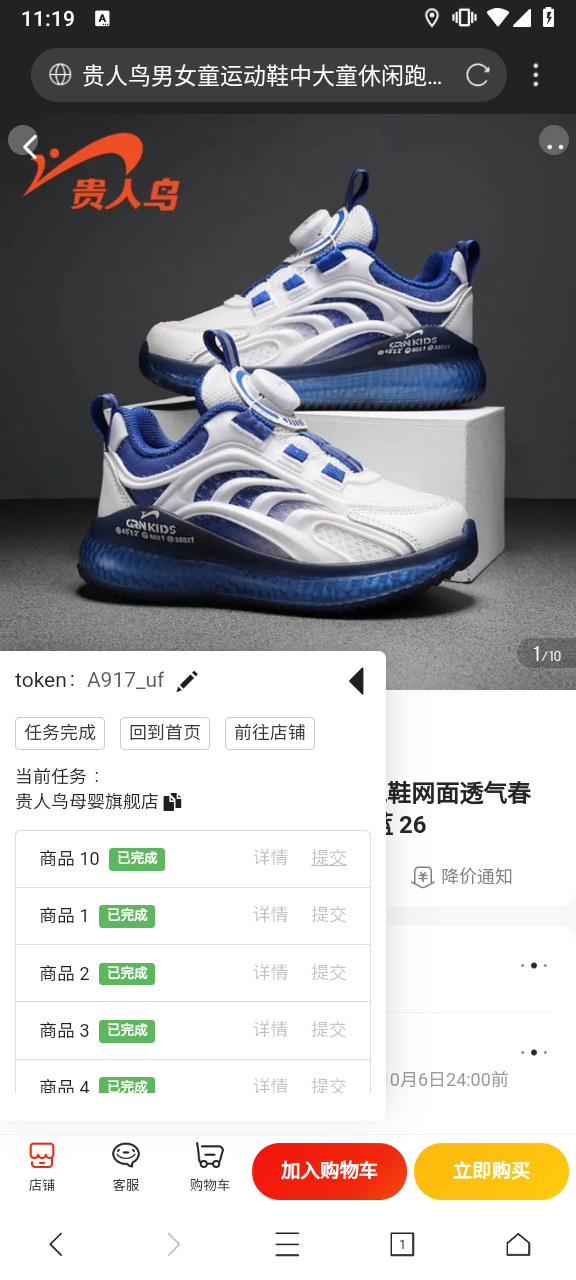 11:19
A
贵人鸟男女童运动鞋中大童休闲跑...
贵人鸟
GRN KIDS
GRN KIDS
1/10
token： A917_uf
任务完成 回到首页 前往店铺
当前任务：
贵人鸟母婴旗舰店
鞋网面透气春
26
降价通知
商品 10 已完成 详情 提交
商品 1 已完成 详情 提交
商品 2 已完成 详情 提交
商品 3 已完成 详情 提交
商品 4 已完成 详情 提交
0月6日24:00前
店铺 客服 购物车 加入购物车 立即购买
1